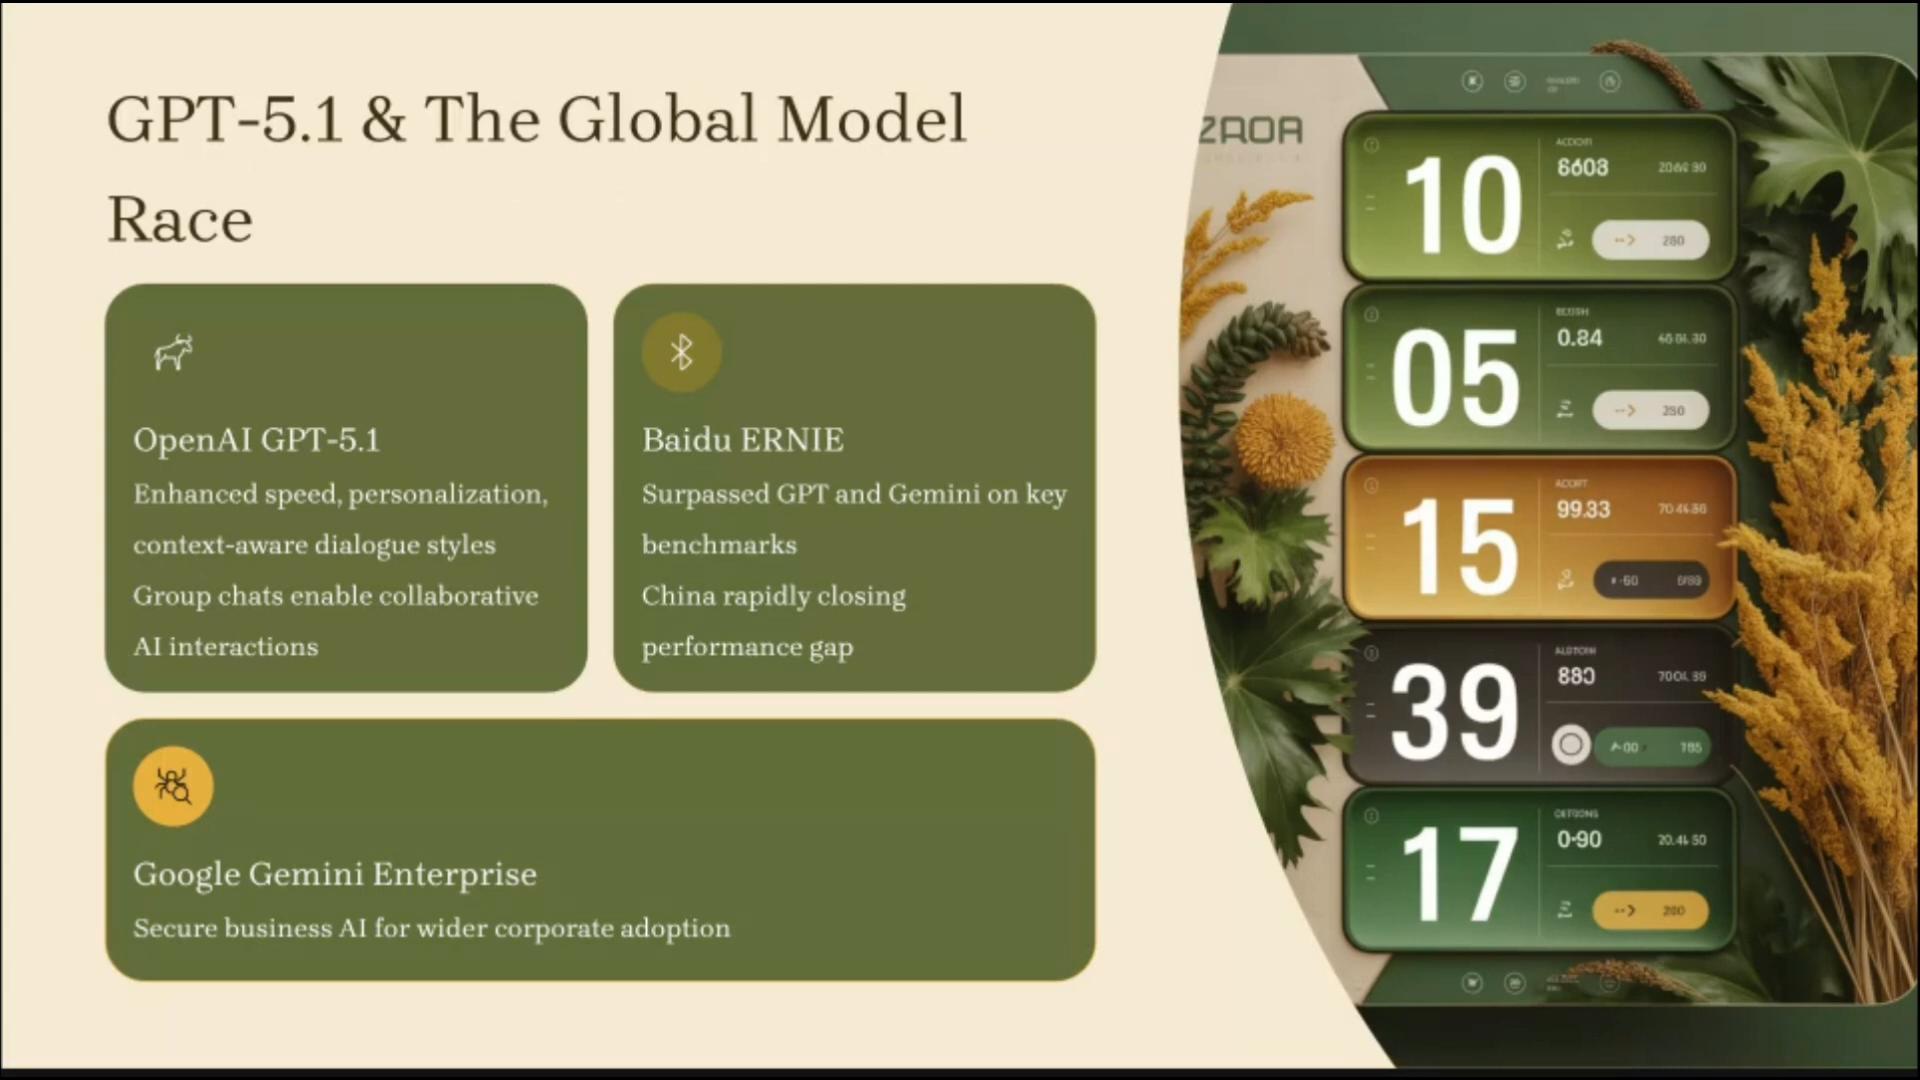 GPT-5.1 & The Global Model
Race
OpenAI GPT-5.1
Enhanced speed, personalization,
context-aware dialogue styles
Group chats enable collaborative
AI interactions
Baidu ERNIE
Surpassed GPT and Gemini on key
benchmarks
China rapidly closing
performance gap
Google Gemini Enterprise
Secure business AI for wider corporate adoption
10
05
0.84
250
15
99.33
39
17